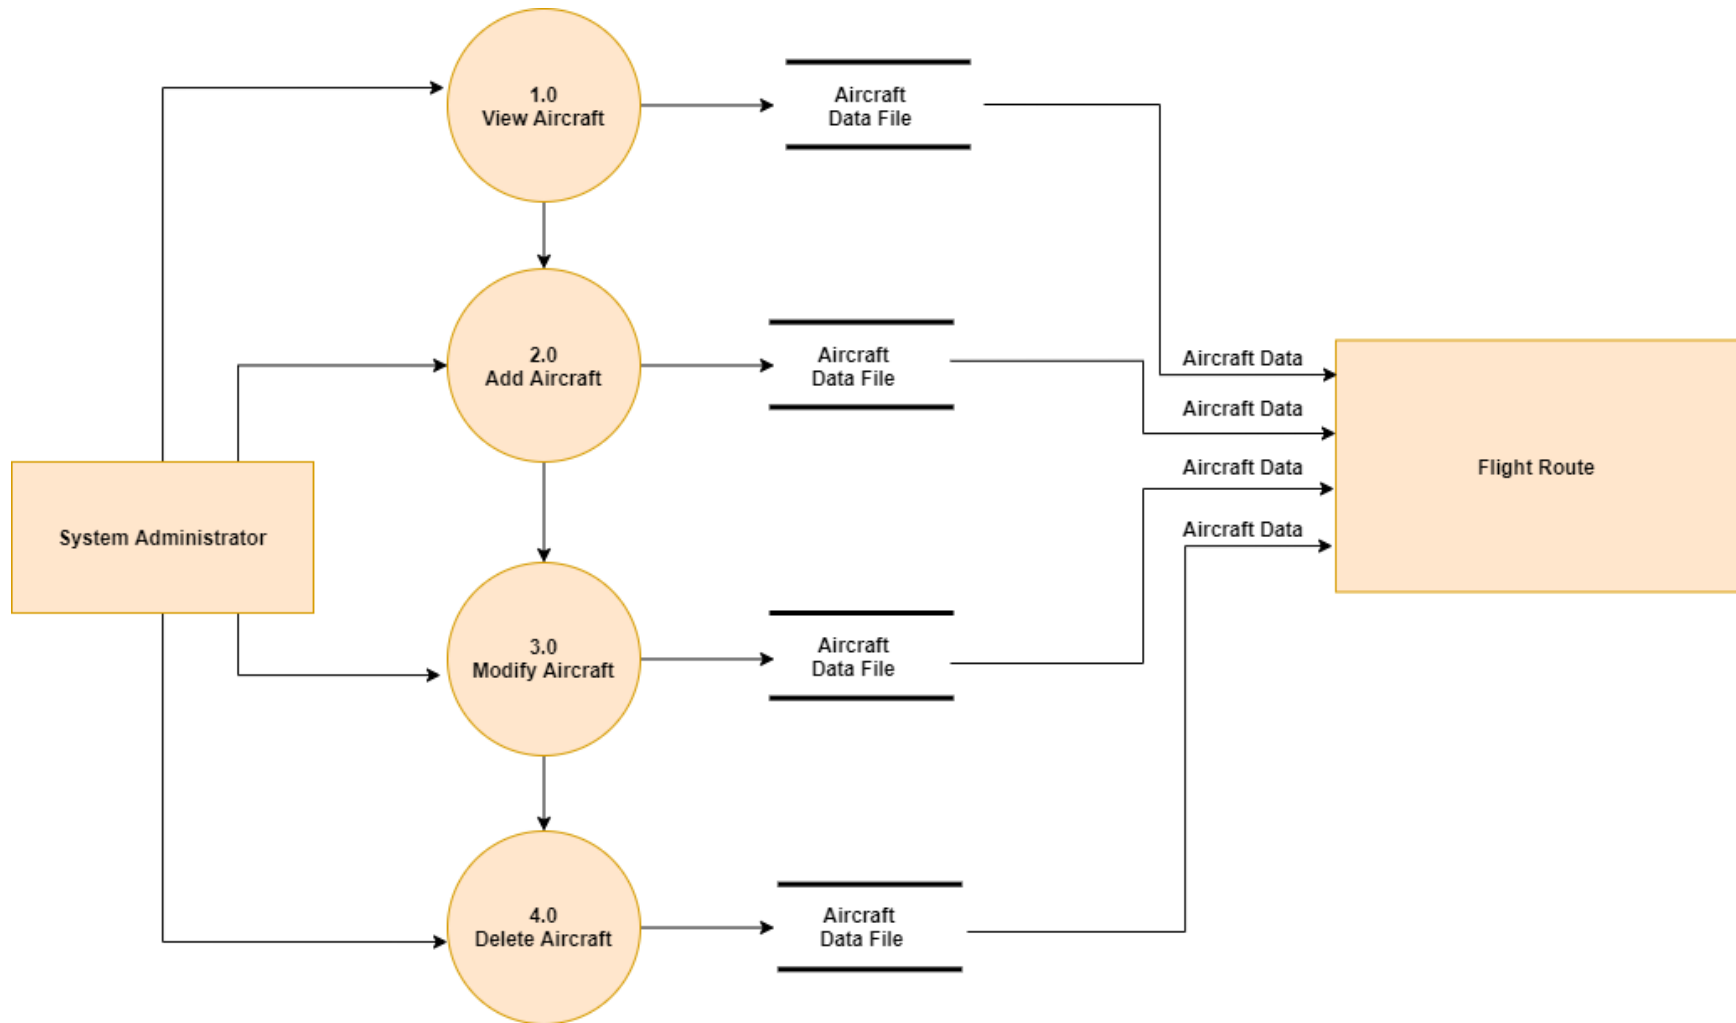 1.0
View Aircraft
Aircraft
Data File
2.0
Add Aircraft
Aircraft
Data File
Aircraft Data
Aircraft Data
Aircraft Data
Aircraft Data
Flight Route
System Administrator
3.0
Modify Aircraft
Aircraft
Data File
4.0
Delete Aircraft
Aircraft
Data File